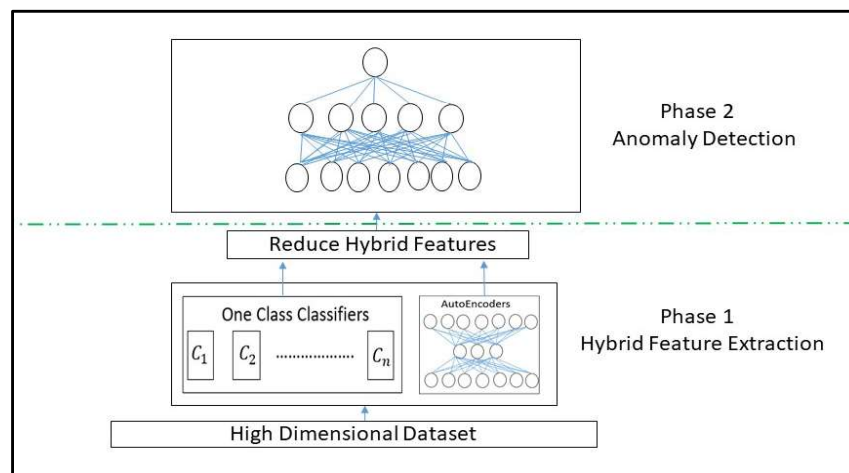 Phase 2
Anomaly Detection
Reduce Hybrid Features
One Class Classifiers
C₁ C₂ .................... Cₙ
AutoEncoders
Phase 1
Hybrid Feature Extraction
High Dimensional Dataset